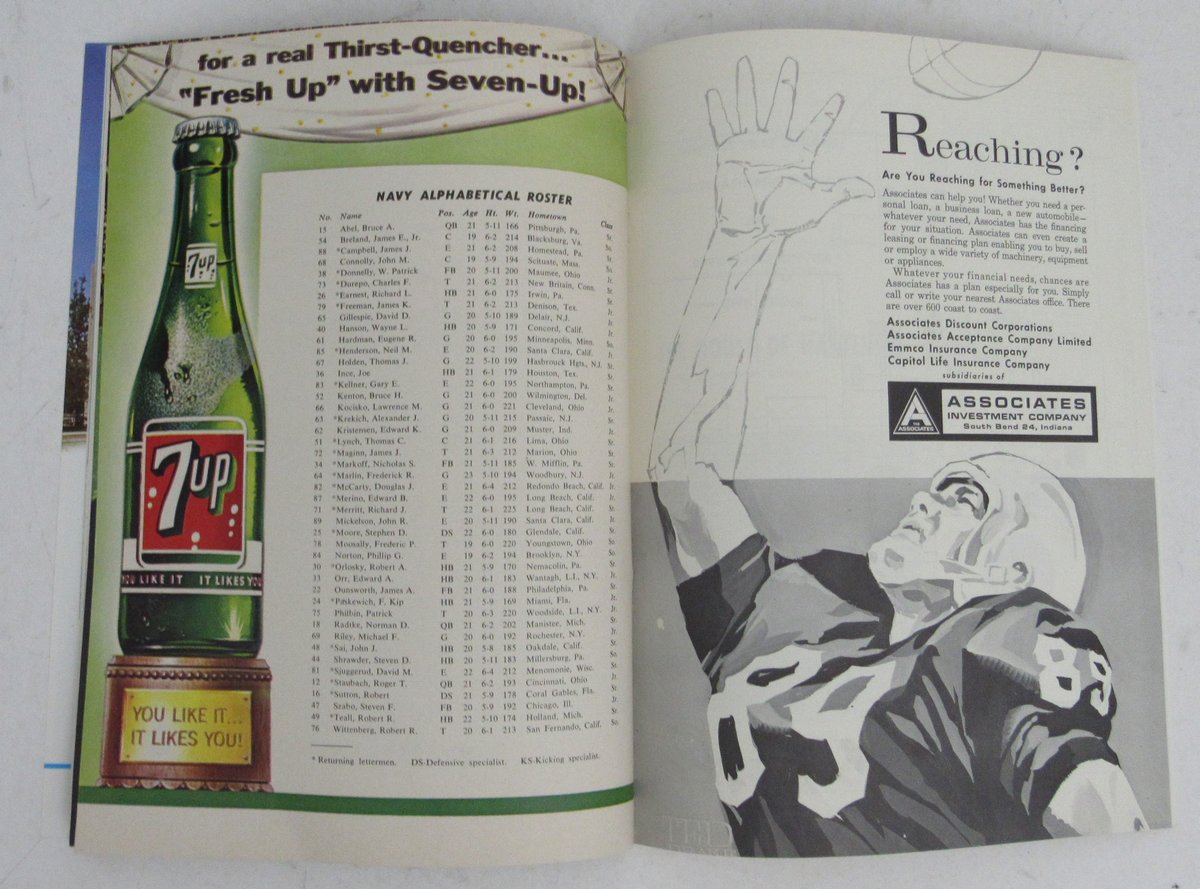 for a real Thirst-Quencher...
"Fresh Up" with Seven-Up!
7up
7up
YOU LIKE IT IT LIKES YOU
YOU LIKE IT...
IT LIKES YOU!
NAVY ALPHABETICAL ROSTER
No. Name Pos. Age Ht. Wt. Hometown Class
15 Abel, Bruce A. QB 21 5-11 166 Pittsburgh, Pa.
54 Breland, James E., Jr. C 19 6-2 214 Blacksburg, Va.
88 *Campbell, James J. E 21 6-2 208 Homestead, Pa.
68 Connolly, John M. C 19 5-9 194 Scituate, Mass.
38 *Donnelly, W. Patrick FB 20 5-11 200 Maumee, Ohio
73 *Durepo, Charles F. T 21 6-2 213 New Britain, Conn.
26 *Earnest, Richard L. HB 21 6-0 175 Irwin, Pa.
79 *Freeman, James K. T 21 6-2 213 Denison, Tex.
65 Gillespie, David D. G 20 5-10 189 Delair, N.J.
40 Hanson, Wayne L. HB 20 5-9 171 Concord, Calif.
61 Hardman, Eugene R. G 20 6-0 195 Minneapolis, Minn.
85 *Henderson, Neil M. E 20 6-2 190 Santa Clara, Calif.
67 Holden, Thomas J. G 22 5-10 199 Hasbrouck Hgts., N.J.
36 Ince, Joe HB 21 6-1 179 Houston, Tex.
83 *Kellner, Gary E. E 22 6-0 195 Northampton, Pa.
52 Kenton, Bruce H. G 21 6-0 200 Wilmington, Del.
66 Kocisko, Lawrence M. G 21 6-0 221 Cleveland, Ohio
63 *Krekich, Alexander J. G 20 5-11 215 Passaic, N.J.
62 Kristensen, Edward K. G 21 6-0 209 Muster, Ind.
51 *Lynch, Thomas C. C 21 6-1 216 Lima, Ohio
72 *Maginn, James J. T 21 6-3 212 Marion, Ohio
34 *Markoff, Nicholas S. FB 21 5-11 185 W. Mifflin, Pa.
64 *Marlin, Frederick R. G 23 5-10 194 Woodbury, N.J.
82 *McCarty, Douglas J. E 21 6-4 212 Redondo Beach, Calif.
87 *Merino, Edward B. E 22 6-0 195 Long Beach, Calif.
71 *Merritt, Richard J. T 22 6-1 225 Long Beach, Calif.
89 Mickelson, John R. E 20 5-11 190 Santa Clara, Calif.
25 *Moore, Stephen D. DS 22 6-0 180 Glendale, Calif.
78 Moosally, Frederic P. T 19 6-0 220 Youngstown, Ohio
84 Norton, Phillip G. E 19 6-2 194 Brooklyn, N.Y.
30 *Orlosky, Robert A. HB 21 5-9 170 Nemacolin, Pa.
33 Orr, Edward A. HB 20 6-1 183 Wantagh, L.I., N.Y.
22 Ounsworth, James A. FB 21 6-0 188 Philadelphia, Pa.
24 *Paskewich, F. Kip HB 21 5-9 169 Miami, Fla.
75 Philbin, Patrick T 20 6-3 220 Woodside, L.I., N.Y.
18 Radtke, Norman D. QB 21 6-2 202 Manistee, Mich.
69 Riley, Michael F. G 20 6-0 192 Rochester, N.Y.
48 *Sai, John J. HB 20 5-8 185 Oakdale, Calif.
44 Shrawder, Steven D. HB 20 5-11 183 Millersburg, Pa.
81 *Sjuggerud, David M. E 22 6-4 212 Menomonie, Wisc.
12 *Staubach, Roger T. QB 21 6-2 193 Cincinnati, Ohio
16 *Sutton, Robert DS 21 5-9 178 Coral Gables, Fla.
47 Szabo, Steven F. FB 20 5-9 192 Chicago, Ill.
49 *Teall, Robert R. HB 22 5-10 174 Holland, Mich.
76 Wittenberg, Robert R. T 20 6-1 213 San Fernando, Calif.
* Returning lettermen. DS-Defensive specialist. KS-Kicking specialist.
Reaching?
Are You Reaching for Something Better?
Associates can help you! Whether you need a per-
sonal loan, a business loan, a new automobile—
whatever your need, Associates has the financing
for your situation. Associates can even create a
leasing or financing plan enabling you to buy, sell
or employ a wide variety of machinery, equipment
or appliances.
Whatever your financial needs, chances are
Associates has a plan especially for you. Simply
call or write your nearest Associates office. There
are over 600 coast to coast.
Associates Discount Corporations
Associates Acceptance Company Limited
Emmco Insurance Company
Capitol Life Insurance Company
subsidiaries of
A
THE
ASSOCIATES
ASSOCIATES
INVESTMENT COMPANY
South Bend 24, Indiana
89